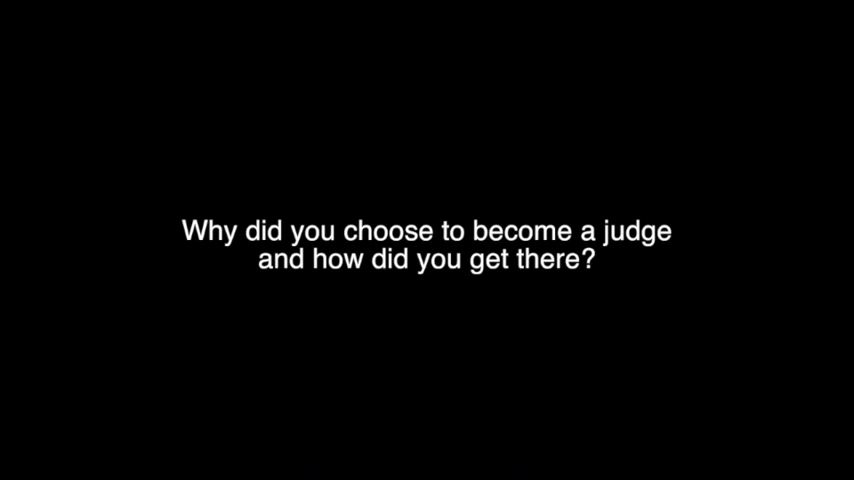 Why did you choose to become a judge
and how did you get there?